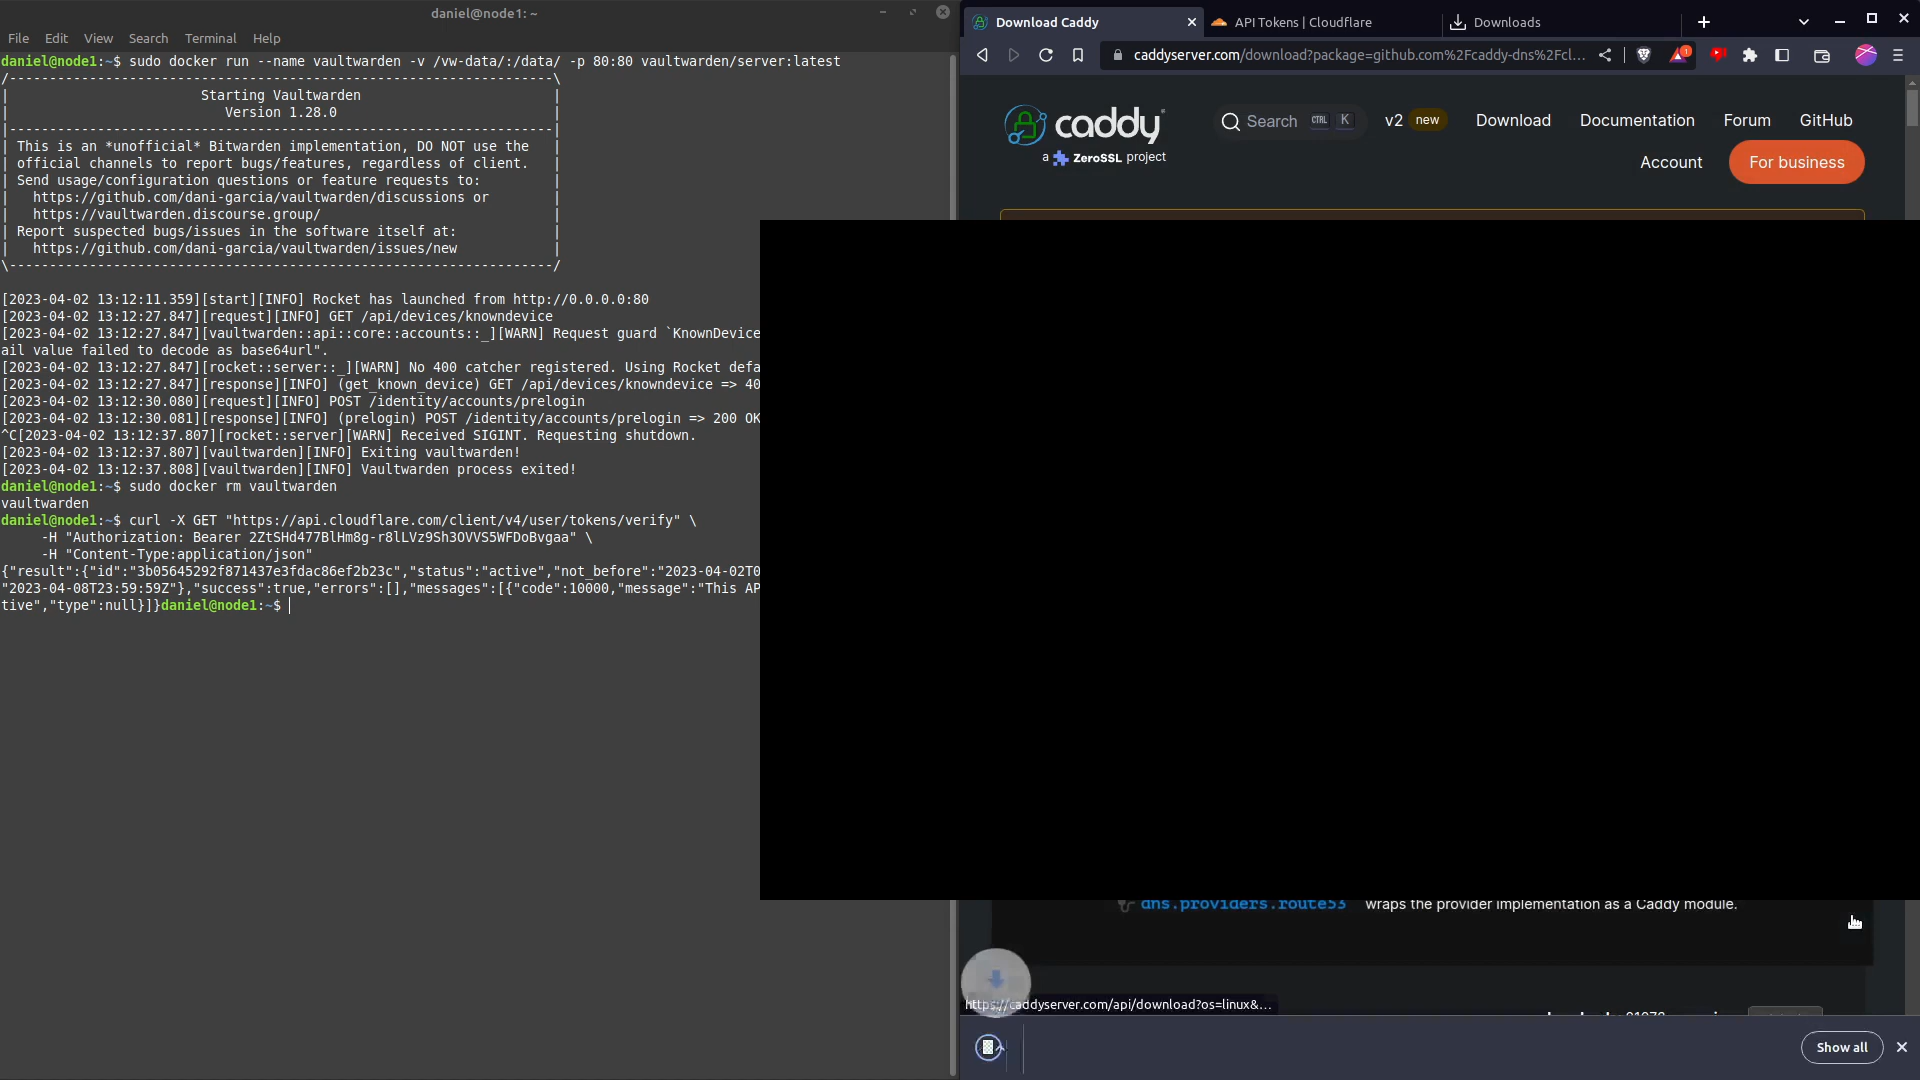 daniel@node1: ~
File Edit View Search Terminal Help
daniel@node1:~$ sudo docker run --name vaultwarden -v /vw-data/:/data/ -p 80:80 vaultwarden/server:latest
/--------------------------------------------------------------------\
| Starting Vaultwarden |
| Version 1.28.0 |
|--------------------------------------------------------------------|
| This is an *unofficial* Bitwarden implementation, DO NOT use the |
| official channels to report bugs/features, regardless of client. |
| Send usage/configuration questions or feature requests to: |
| https://github.com/dani-garcia/vaultwarden/discussions or |
| https://vaultwarden.discourse.group/ |
| Report suspected bugs/issues in the software itself at: |
| https://github.com/dani-garcia/vaultwarden/issues/new |
\--------------------------------------------------------------------/
[2023-04-02 13:12:11.359][start][INFO] Rocket has launched from http://0.0.0.0:80
[2023-04-02 13:12:27.847][request][INFO] GET /api/devices/knowndevice
[2023-04-02 13:12:27.847][vaultwarden::api::core::accounts::_][WARN] Request guard `KnownDevice
ail value failed to decode as base64url".
[2023-04-02 13:12:27.847][rocket::server::_][WARN] No 400 catcher registered. Using Rocket defa
[2023-04-02 13:12:27.847][response][INFO] (get_known_device) GET /api/devices/knowndevice => 40
[2023-04-02 13:12:30.080][request][INFO] POST /identity/accounts/prelogin
[2023-04-02 13:12:30.081][response][INFO] (prelogin) POST /identity/accounts/prelogin => 200 OK
^C[2023-04-02 13:12:37.807][rocket::server][WARN] Received SIGINT. Requesting shutdown.
[2023-04-02 13:12:37.807][vaultwarden][INFO] Exiting vaultwarden!
[2023-04-02 13:12:37.808][vaultwarden][INFO] Vaultwarden process exited!
daniel@node1:~$ sudo docker rm vaultwarden
vaultwarden
daniel@node1:~$ curl -X GET "https://api.cloudflare.com/client/v4/user/tokens/verify" \
-H "Authorization: Bearer 2ZtSHd477BlHm8g-r8lLVz9Sh3OVVS5WFDoBvgaa" \
-H "Content-Type:application/json"
{"result":{"id":"3b05645292f871437e3fdac86ef2b23c","status":"active","not_before":"2023-04-02T0
"2023-04-08T23:59:59Z"},"success":true,"errors":[],"messages":[{"code":10000,"message":"This AP
tive","type":null}]}daniel@node1:~$
Download Caddy
API Tokens | Cloudflare
Downloads
caddyserver.com/download?package=github.com%2Fcaddy-dns%2Fcl...
1
caddy
a ZeroSSL project
Search CTRL K
v2 new
Download
Documentation
Forum
GitHub
Account
For business
dns.providers.route53 wraps the provider implementation as a Caddy module.
https://caddyserver.com/api/download?os=linux&...
Show all